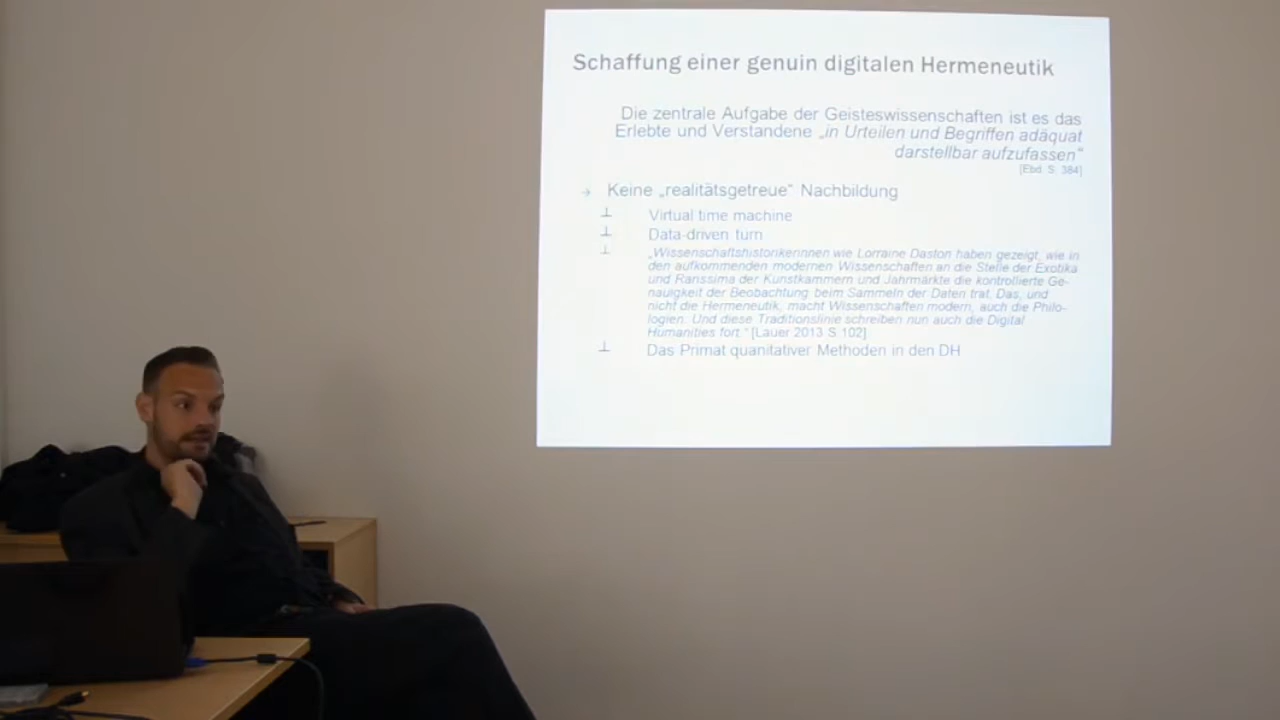 Schaffung einer genuin digitalen Hermeneutik
Die zentrale Aufgabe der Geisteswissenschaften ist es das
Erlebte und Verstandene „in Urteilen und Begriffen adäquat
darstellbar aufzufassen“
[Ebd. S. 384]
→ Keine „realitätsgetreue“ Nachbildung
⊥ Virtual time machine
⊥ Data-driven turn
⊥ „Wissenschaftshistorikerinnen wie Lorraine Daston haben gezeigt, wie in
den aufkommenden modernen Wissenschaften an die Stelle der Exotika
und Rarissima der Kunstkammern und Jahrmärkte die kontrollierte Ge-
nauigkeit der Beobachtung beim Sammeln der Daten trat. Das, und
nicht die Hermeneutik, macht Wissenschaften modern, auch die Philo-
logien. Und diese Traditionslinie schreiben nun auch die Digital
Humanities fort.“ [Lauer 2013 S. 102]
⊥ Das Primat quanitativer Methoden in den DH